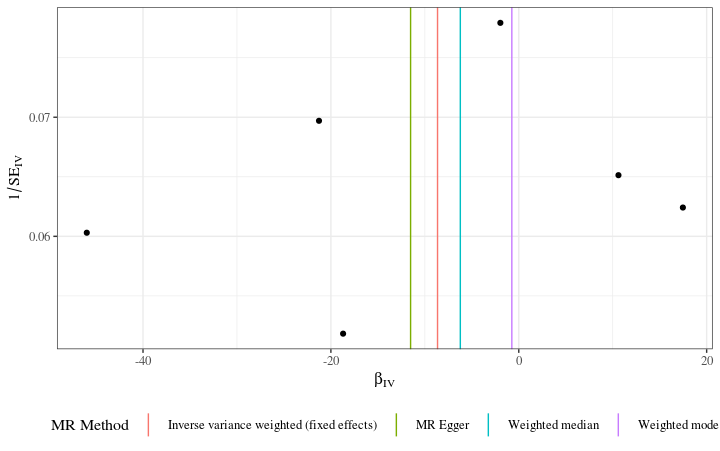 1/SE_IV
0.07
0.06
-40 -20 0 20
β_IV
MR Method Inverse variance weighted (fixed effects) MR Egger Weighted median Weighted mode